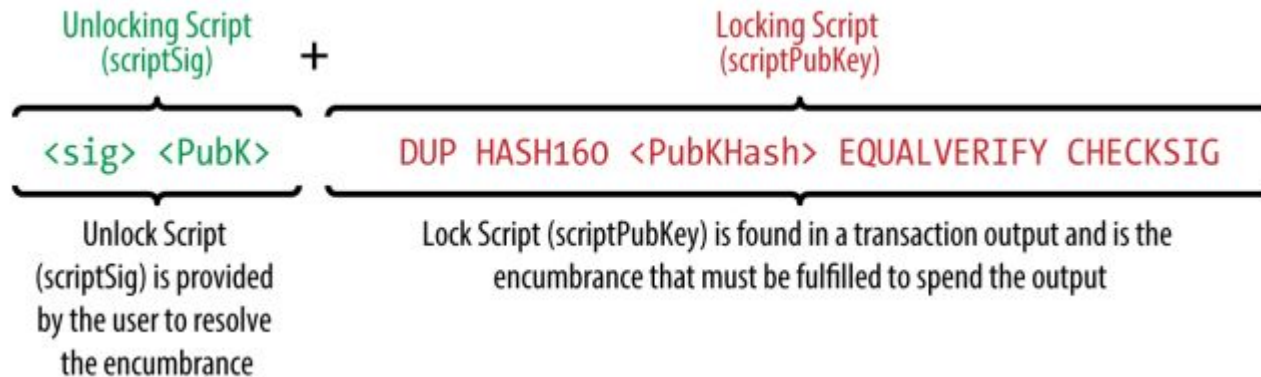 Unlocking Script
(scriptSig)
+
Locking Script
(scriptPubKey)
<sig> <PubK>
DUP HASH160 <PubKHash> EQUALVERIFY CHECKSIG
Unlock Script
(scriptSig) is provided
by the user to resolve
the encumbrance
Lock Script (scriptPubKey) is found in a transaction output and is the
encumbrance that must be fulfilled to spend the output